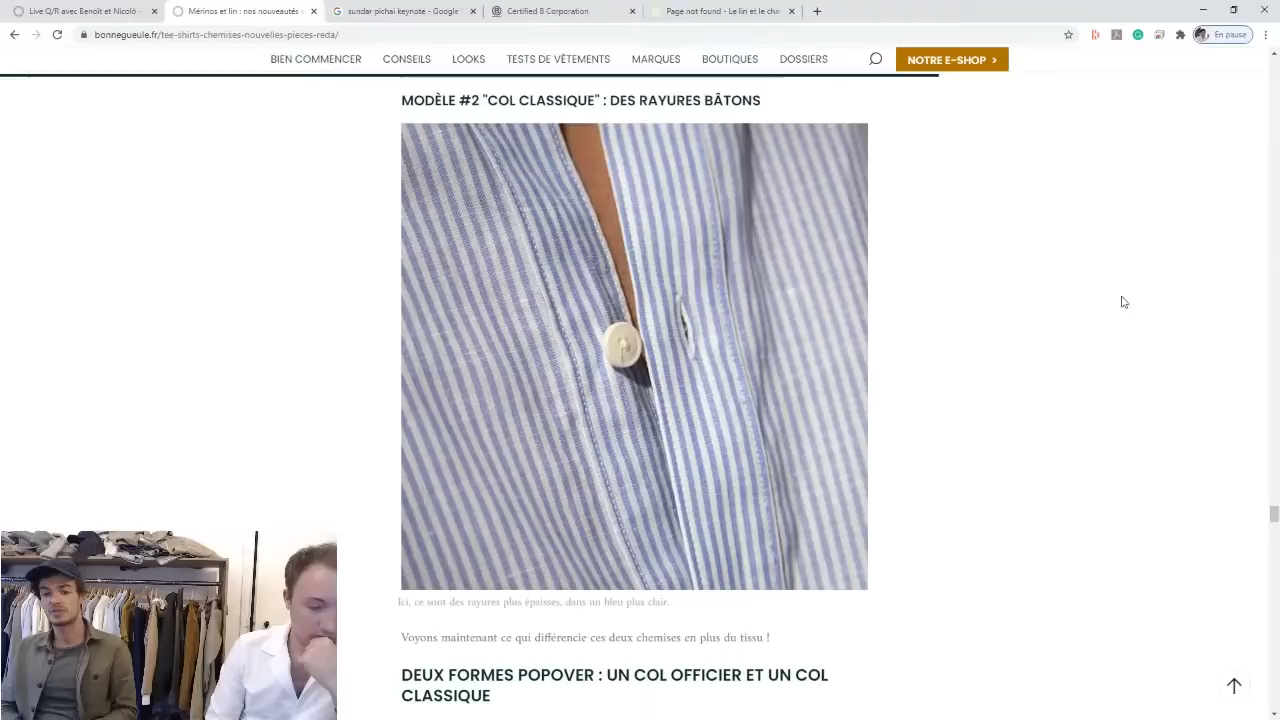 Live Q/R avec Benoît et Nicolò -
Mérinos et lin : nos nouveautés
sundar pichai keynote - Google
Certified B Corporation
Page not found - Le lin et le cha
bonnegueule.fr/tee-shirts-chemises-nouvelles-pieces-reda/
En pause
BIEN COMMENCER
CONSEILS
LOOKS
TESTS DE VÊTEMENTS
MARQUES
BOUTIQUES
DOSSIERS
NOTRE E-SHOP >
MODÈLE #2 "COL CLASSIQUE" : DES RAYURES BÂTONS
Ici, ce sont des rayures plus épaisses, dans un bleu plus clair.
Voyons maintenant ce qui différencie ces deux chemises en plus du tissu !
DEUX FORMES POPOVER : UN COL OFFICIER ET UN COL
CLASSIQUE